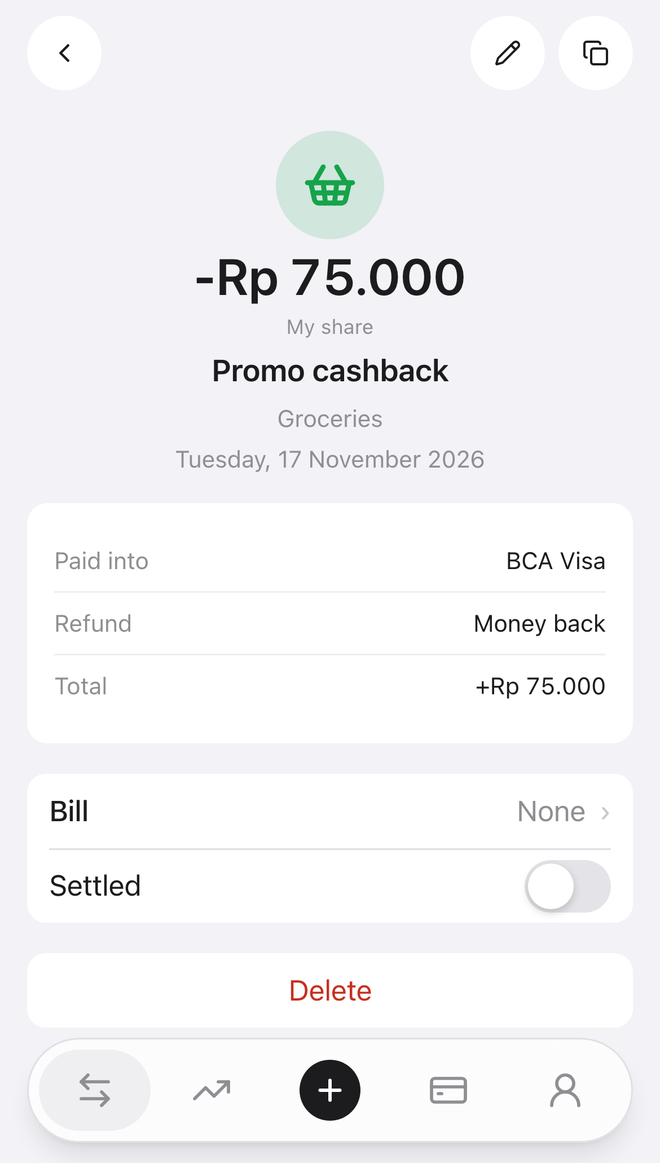 -Rp 75.000
My share
Promo cashback
Groceries
Tuesday, 17 November 2026
Paid into BCA Visa
Refund Money back
Total +Rp 75.000
Bill None
Settled
Delete